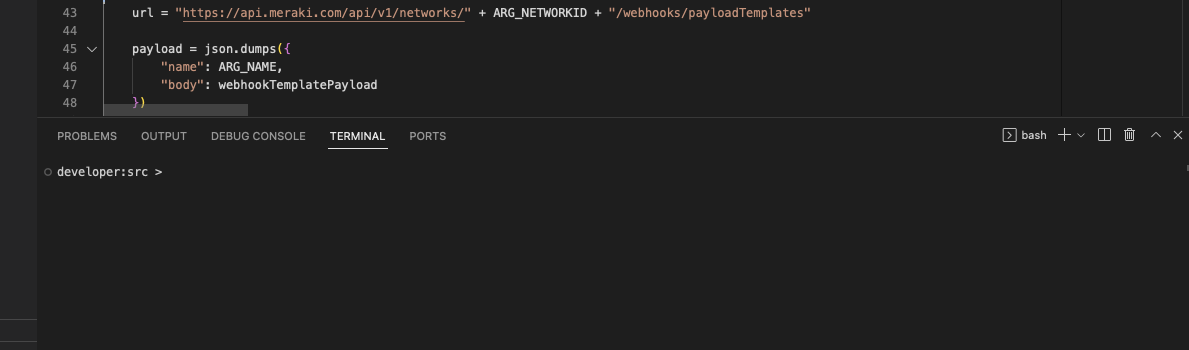 43 url = "https://api.meraki.com/api/v1/networks/" + ARG_NETWORKID + "/webhooks/payloadTemplates"
44
45 payload = json.dumps({
46 "name": ARG_NAME,
47 "body": webhookTemplatePayload
48 })
PROBLEMS OUTPUT DEBUG CONSOLE TERMINAL PORTS bash
developer:src >